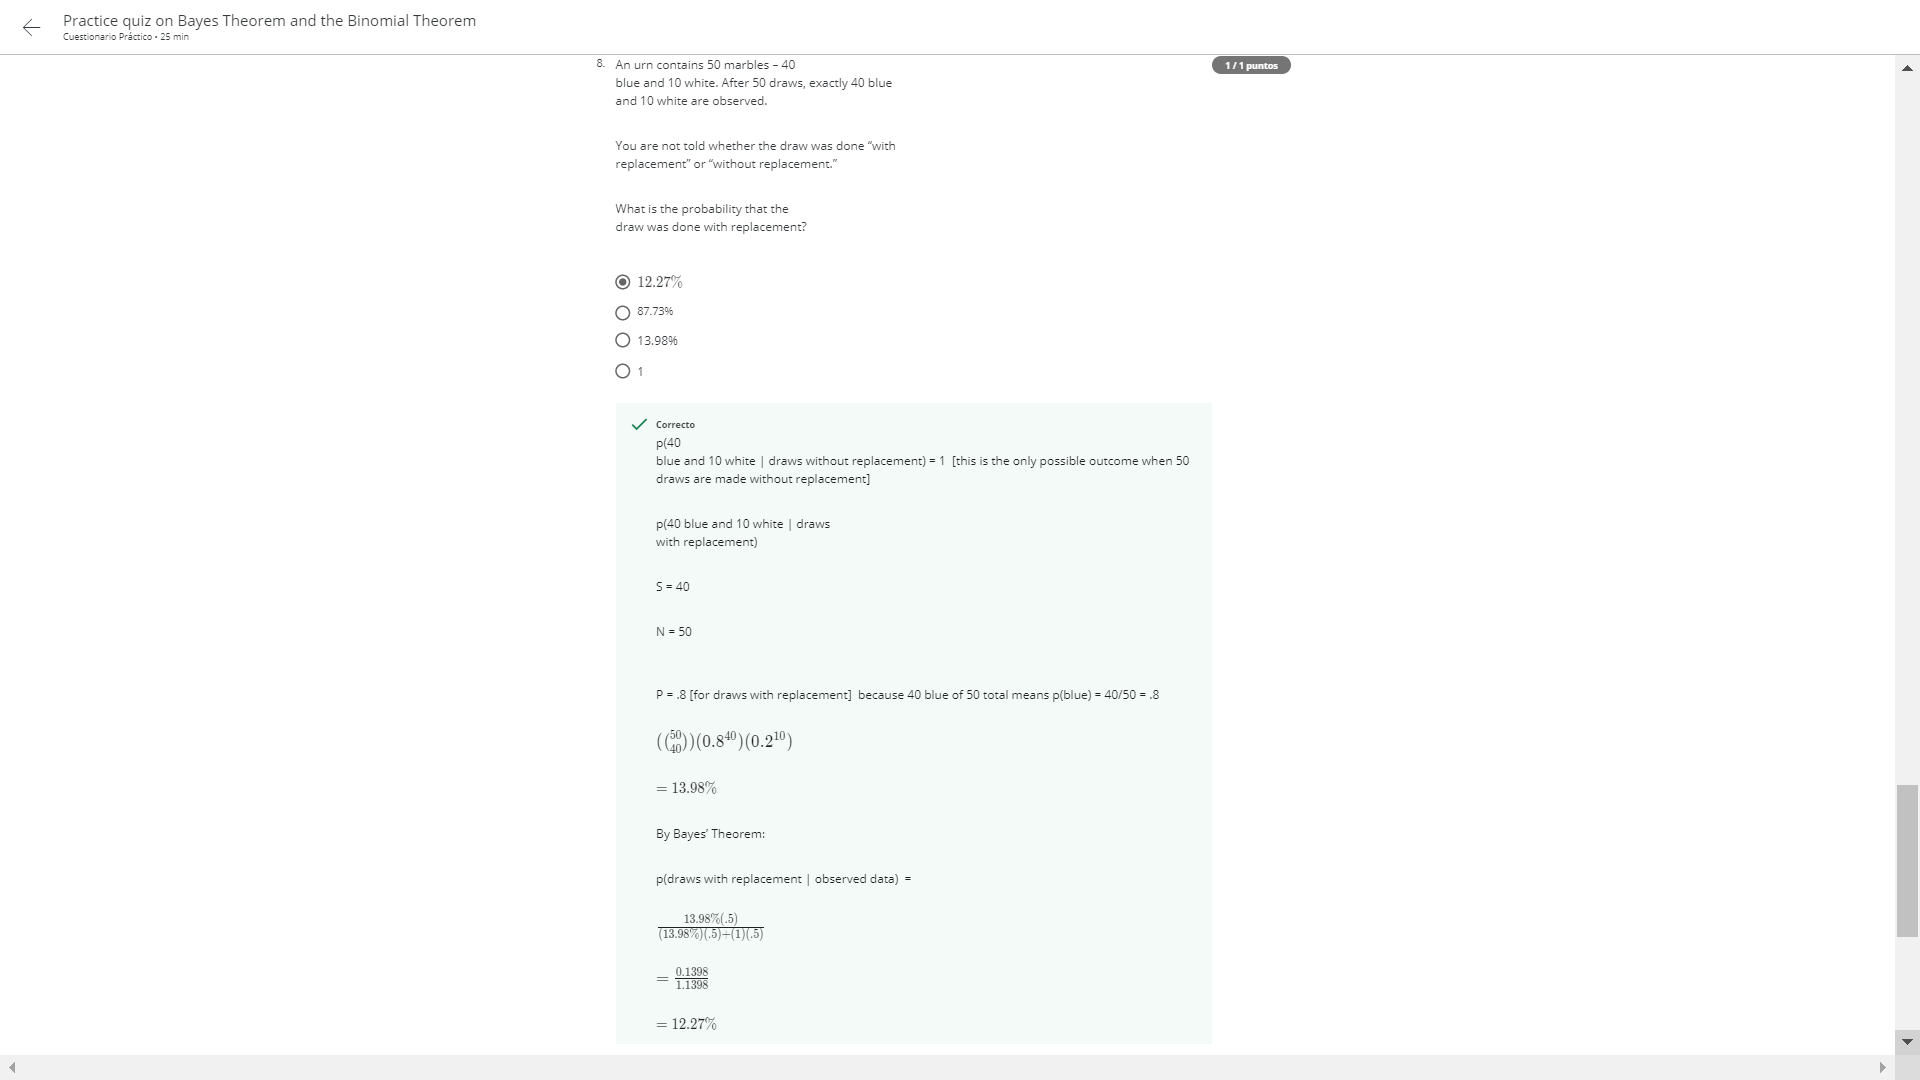 Practice quiz on Bayes Theorem and the Binomial Theorem
Cuestionario Práctico • 25 min
8. An urn contains 50 marbles – 40
blue and 10 white. After 50 draws, exactly 40 blue
and 10 white are observed.
1 / 1 puntos
You are not told whether the draw was done “with
replacement” or “without replacement.”
What is the probability that the
draw was done with replacement?
12.27%
87.73%
13.98%
1
Correcto
p(40
blue and 10 white | draws without replacement) = 1 [this is the only possible outcome when 50
draws are made without replacement]
p(40 blue and 10 white | draws
with replacement)
S = 40
N = 50
P = .8 [for draws with replacement] because 40 blue of 50 total means p(blue) = 40/50 = .8
((50 40))(0.8^40)(0.2^10)
= 13.98%
By Bayes’ Theorem:
p(draws with replacement | observed data) =
13.98%(.5)
(13.98%)(.5)+(1)(.5)
= 0.1398
1.1398
= 12.27%